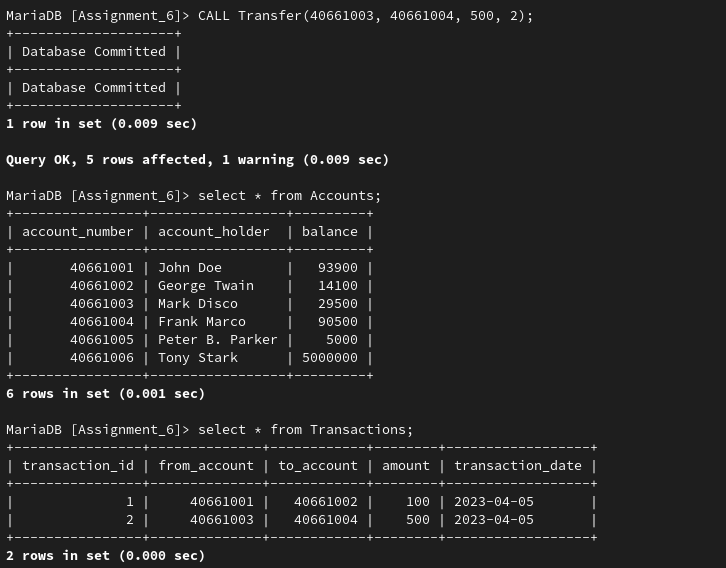 MariaDB [Assignment_6]> CALL Transfer(40661003, 40661004, 500, 2);
+--------------------+
| Database Committed |
+--------------------+
| Database Committed |
+--------------------+
1 row in set (0.009 sec)
Query OK, 5 rows affected, 1 warning (0.009 sec)
MariaDB [Assignment_6]> select * from Accounts;
+----------------+-----------------+---------+
| account_number | account_holder  | balance |
+----------------+-----------------+---------+
|       40661001 | John Doe        |   93900 |
|       40661002 | George Twain    |   14100 |
|       40661003 | Mark Disco      |   29500 |
|       40661004 | Frank Marco     |   90500 |
|       40661005 | Peter B. Parker |    5000 |
|       40661006 | Tony Stark      | 5000000 |
+----------------+-----------------+---------+
6 rows in set (0.001 sec)
MariaDB [Assignment_6]> select * from Transactions;
+----------------+--------------+------------+--------+------------------+
| transaction_id | from_account | to_account | amount | transaction_date |
+----------------+--------------+------------+--------+------------------+
|              1 |     40661001 |   40661002 |    100 | 2023-04-05       |
|              2 |     40661003 |   40661004 |    500 | 2023-04-05       |
+----------------+--------------+------------+--------+------------------+
2 rows in set (0.000 sec)